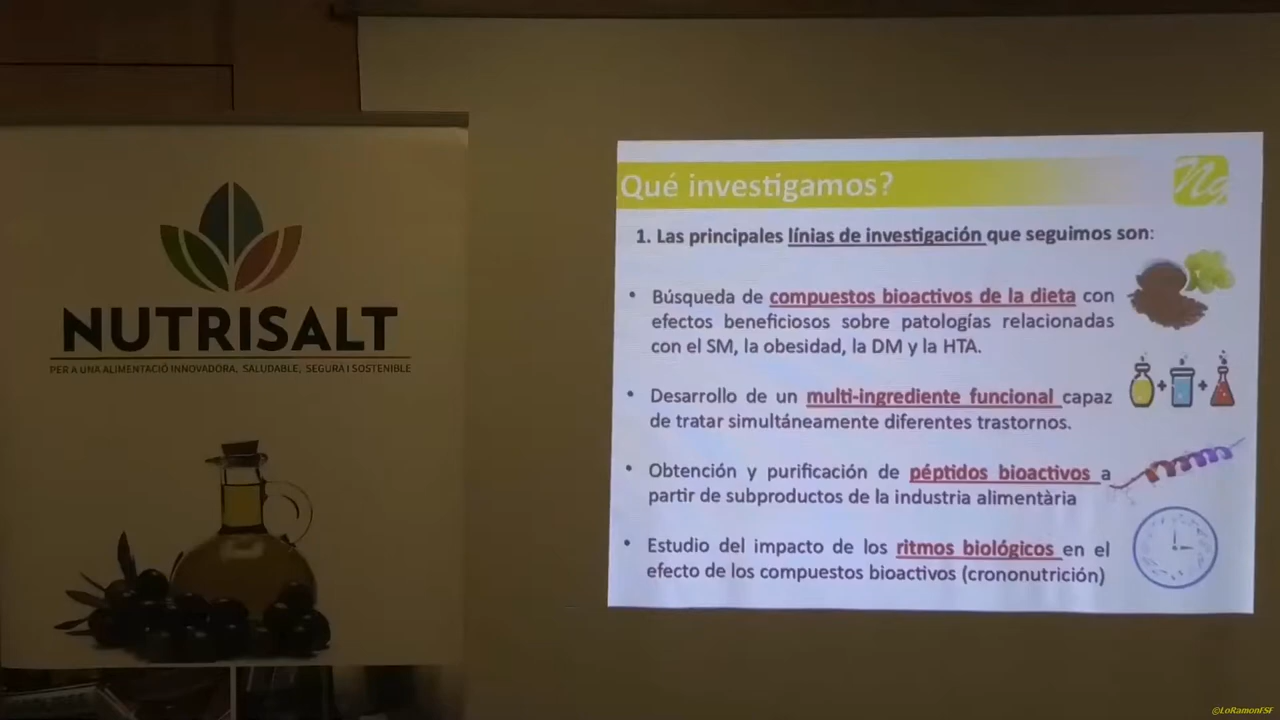 NUTRISALT
PER A UNA ALIMENTACIÓ INNOVADORA, SALUDABLE, SEGURA I SOSTENIBLE
Qué investigamos?
Ng
1. Las principales línias de investigación que seguimos son:
• Búsqueda de compuestos bioactivos de la dieta con
efectos beneficiosos sobre patologías relacionadas
con el SM, la obesidad, la DM y la HTA.
• Desarrollo de un multi-ingrediente funcional capaz
de tratar simultáneamente diferentes trastornos.
• Obtención y purificación de péptidos bioactivos a
partir de subproductos de la industria alimentària
• Estudio del impacto de los ritmos biológicos en el
efecto de los compuestos bioactivos (crononutrición)
©LoRamonFSF